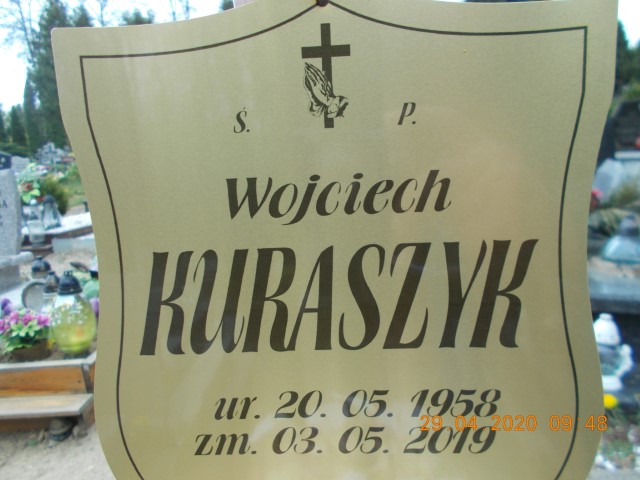 Ś. P.
Wojciech
KURASZYK
ur. 20. 05. 1958
zm. 03. 05. 2019
29 04 2020 09 48